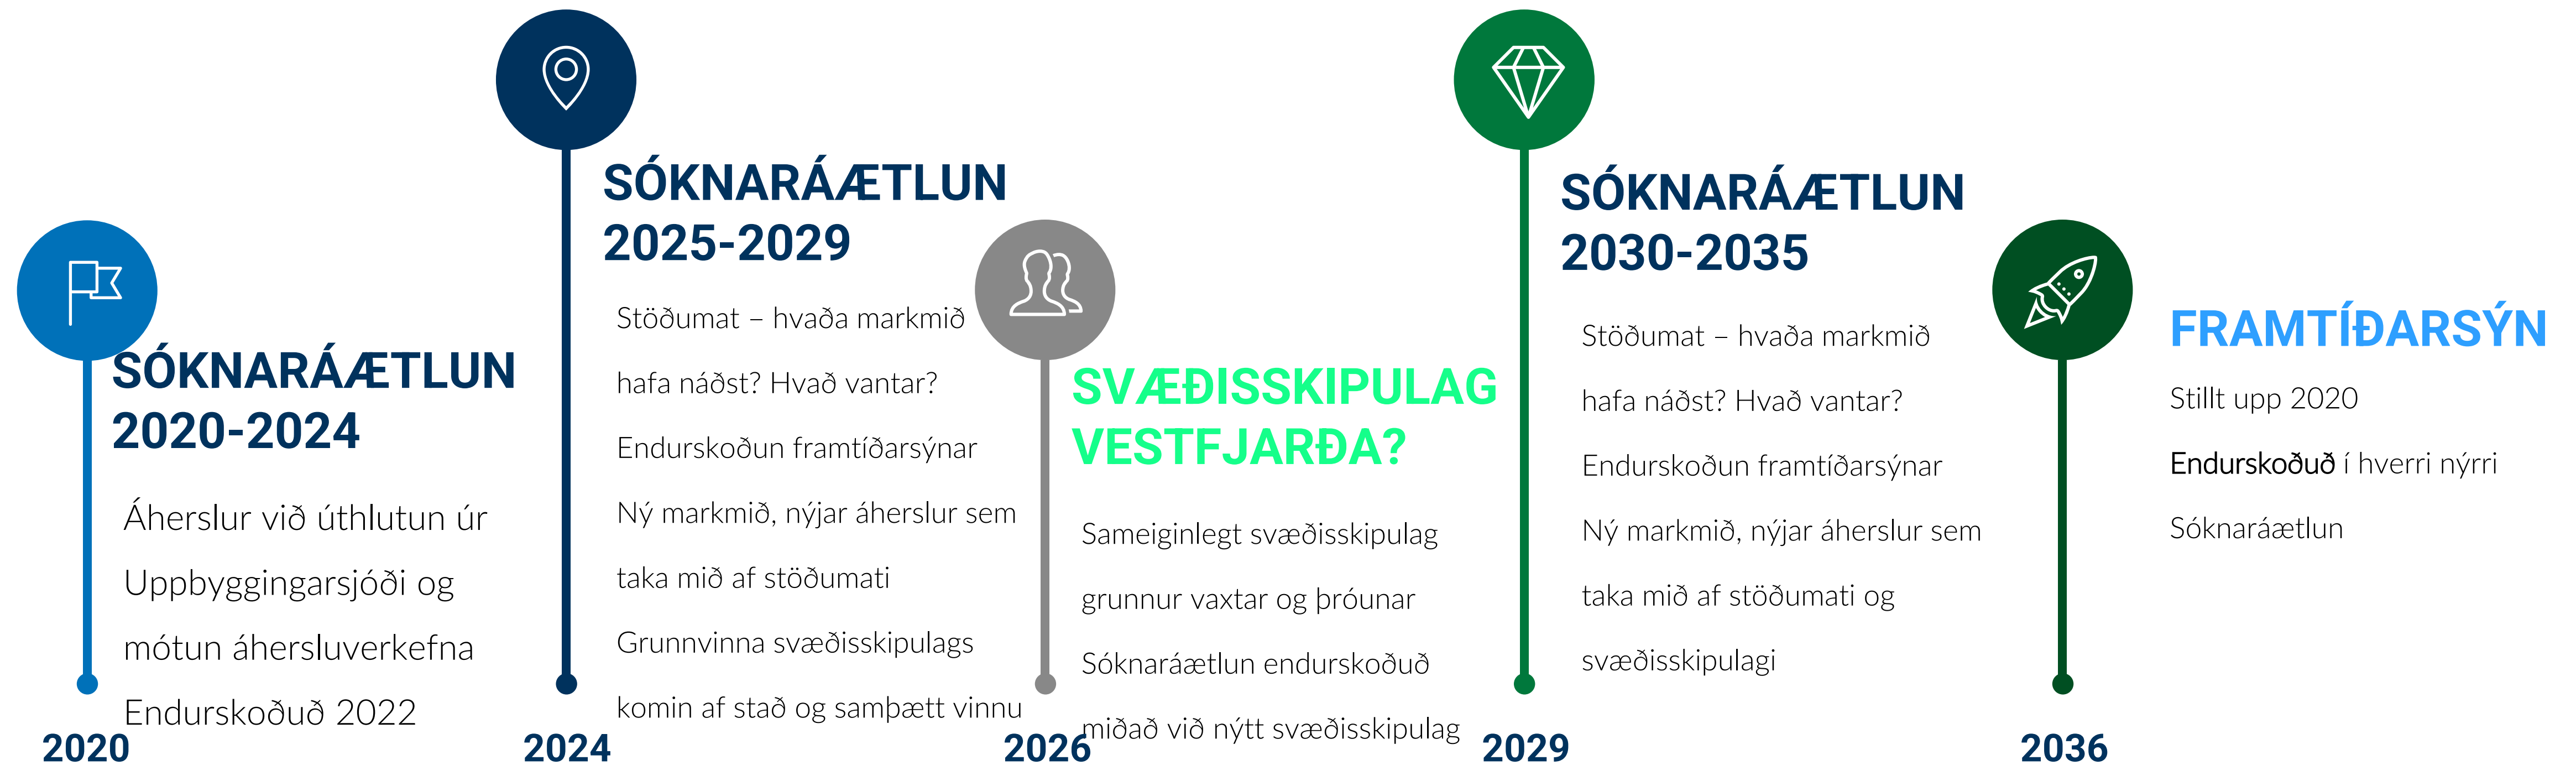 SÓKNARÁÆTLUN
2020-2024
Áherslur við úthlutun úr
Uppbyggingarsjóði og
mótun áhersluverkefna
Endurskoðuð 2022
2020
SÓKNARÁÆTLUN
2025-2029
Stöðumat – hvaða markmið
hafa náðst? Hvað vantar?
Endurskoðun framtíðarsýnar
Ný markmið, nýjar áherslur sem
taka mið af stöðumati
Grunnvinna svæðisskipulags
komin af stað og samþætt vinnu
2024
SVÆÐISSKIPULAG
VESTFJARÐA?
Sameiginlegt svæðisskipulag
grunnur vaxtar og þróunar
Sóknaráætlun endurskoðuð
miðað við nýtt svæðisskipulag
2026
SÓKNARÁÆTLUN
2030-2035
Stöðumat – hvaða markmið
hafa náðst? Hvað vantar?
Endurskoðun framtíðarsýnar
Ný markmið, nýjar áherslur sem
taka mið af stöðumati og
svæðisskipulagi
2029
FRAMTÍÐARSÝN
Stillt upp 2020
Endurskoðuð í hverri nýrri
Sóknaráætlun
2036